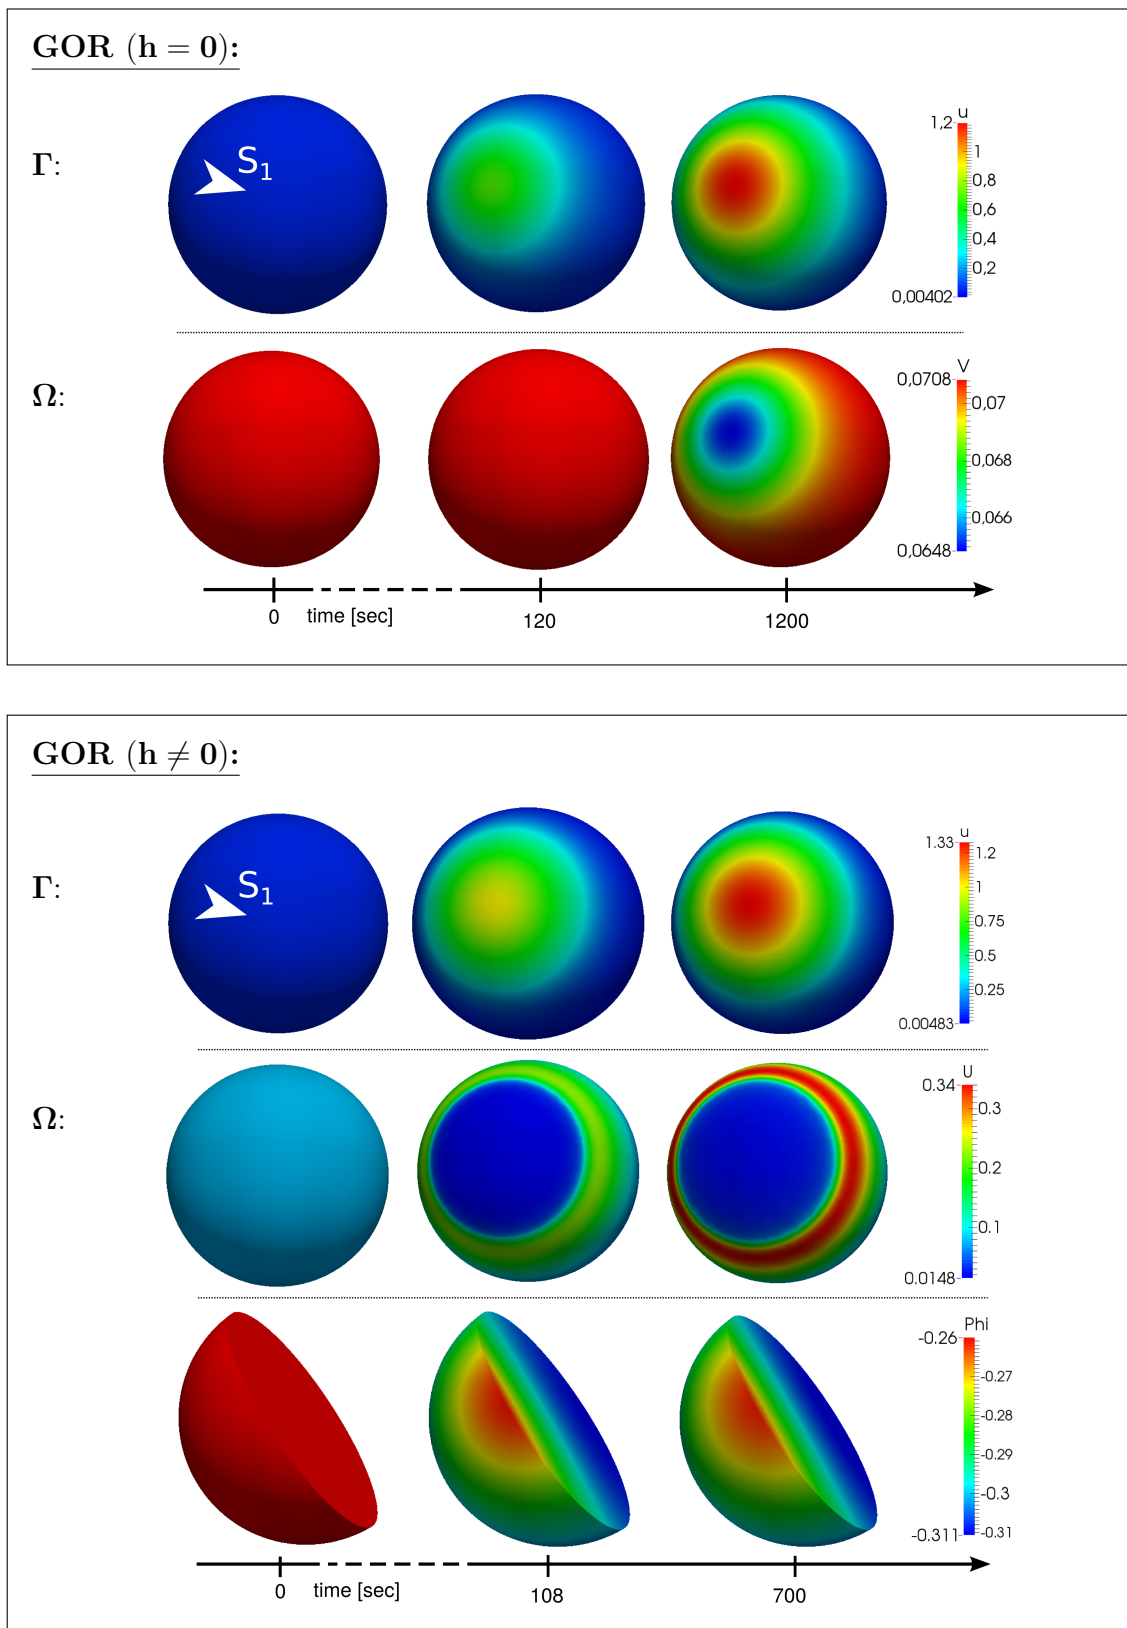 GOR (h = 0):
Γ:
S1
u
1,2
1
0,8
0,6
0,4
0,2
0,00402
Ω:
V
0,0708
0,07
0,068
0,066
0,0648
0 time [sec] 120 1200
GOR (h ≠ 0):
Γ:
S1
u
1.33
1.2
1
0.75
0.5
0.25
0.00483
Ω:
U
0.34
0.3
0.2
0.1
0.0148
Phi
-0.26
-0.27
-0.28
-0.29
-0.3
-0.31
-0.311
0 time [sec] 108 700